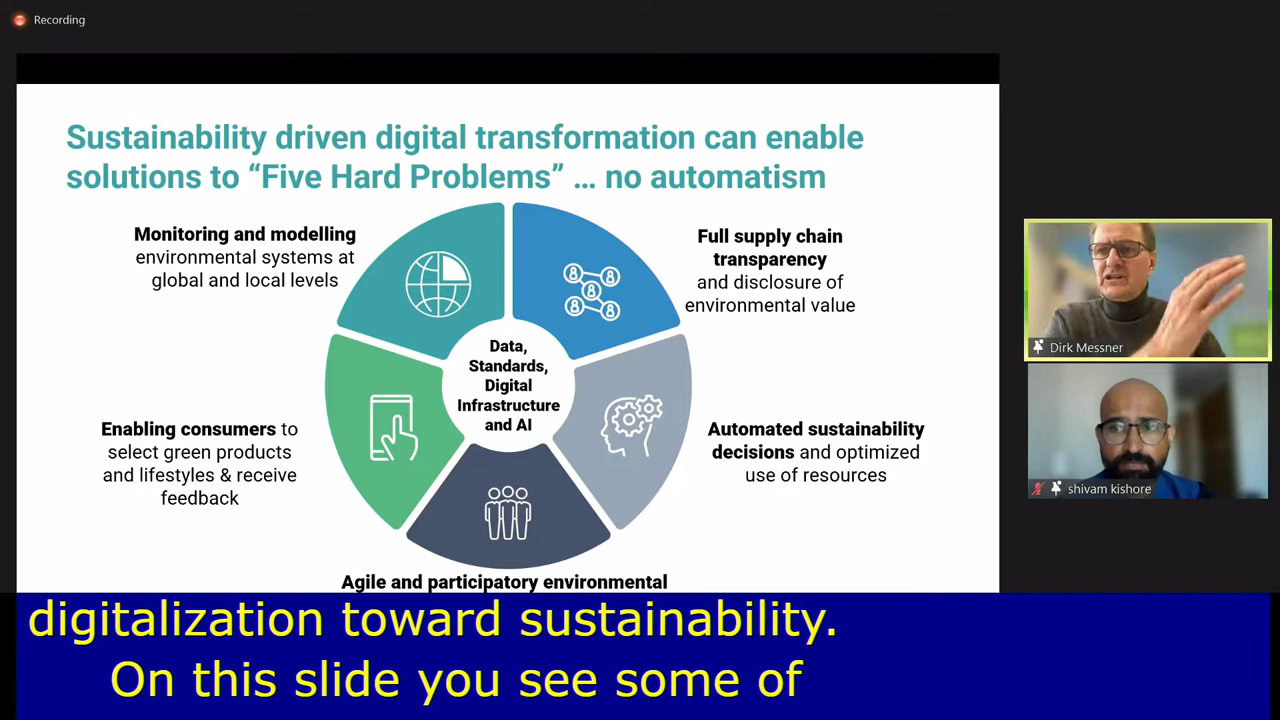 Recording
Sustainability driven digital transformation can enable
solutions to “Five Hard Problems” ... no automatism
Monitoring and modelling
environmental systems at
global and local levels
Full supply chain
transparency
and disclosure of
environmental value
Data,
Standards,
Digital
Infrastructure
and AI
Enabling consumers to
select green products
and lifestyles & receive
feedback
Automated sustainability
decisions and optimized
use of resources
Agile and participatory environmental
Dirk Messner
shivam kishore
digitalization toward sustainability.
On this slide you see some of